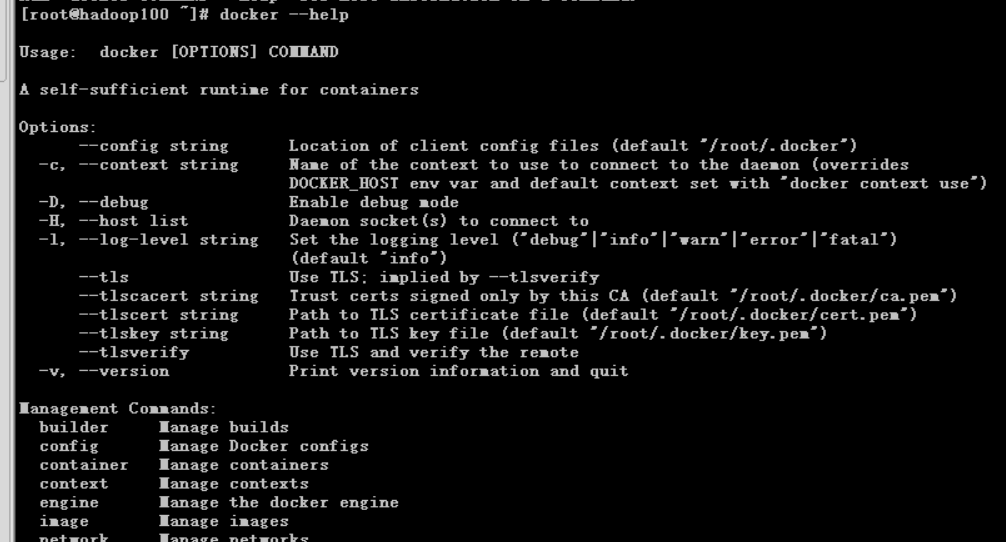 [root@hadoop100 ~]# docker --help
Usage:  docker [OPTIONS] COMMAND
A self-sufficient runtime for containers
Options:
      --config string      Location of client config files (default "/root/.docker")
  -c, --context string     Name of the context to use to connect to the daemon (overrides
                           DOCKER_HOST env var and default context set with "docker context use")
  -D, --debug              Enable debug mode
  -H, --host list          Daemon socket(s) to connect to
  -l, --log-level string   Set the logging level ("debug"|"info"|"warn"|"error"|"fatal")
                           (default "info")
      --tls                Use TLS; implied by --tlsverify
      --tlscacert string   Trust certs signed only by this CA (default "/root/.docker/ca.pem")
      --tlscert string     Path to TLS certificate file (default "/root/.docker/cert.pem")
      --tlskey string      Path to TLS key file (default "/root/.docker/key.pem")
      --tlsverify          Use TLS and verify the remote
  -v, --version            Print version information and quit
Management Commands:
  builder     Manage builds
  config      Manage Docker configs
  container   Manage containers
  context     Manage contexts
  engine      Manage the docker engine
  image       Manage images
  network     Manage networks